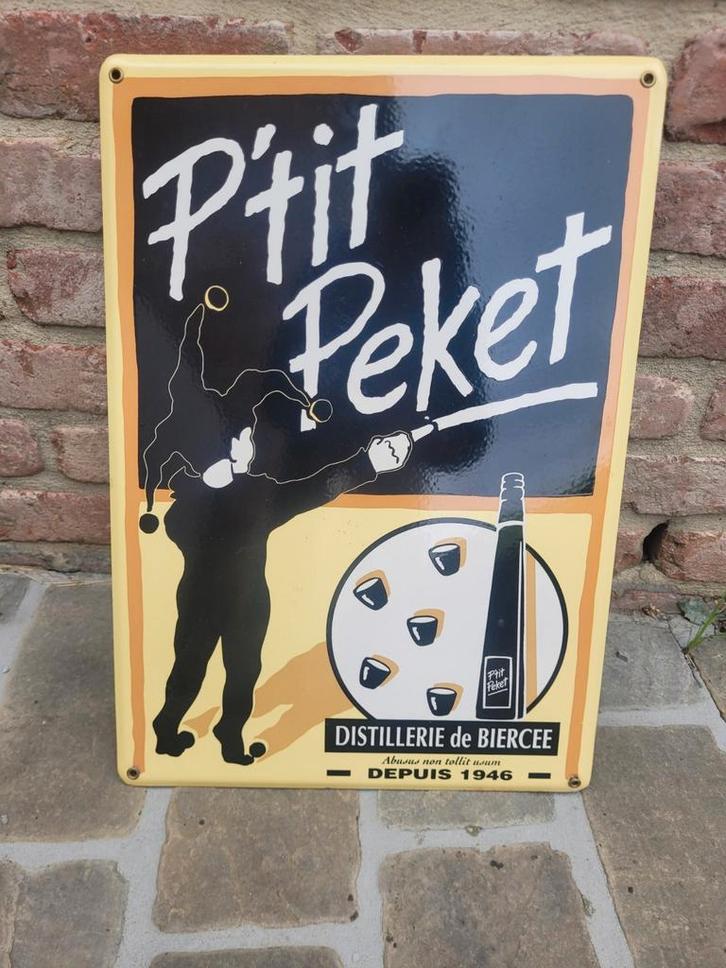 P'tit
Peket
P'tit
Peket
DISTILLERIE de BIERCEE
Abusus non tollit usum
DEPUIS 1946